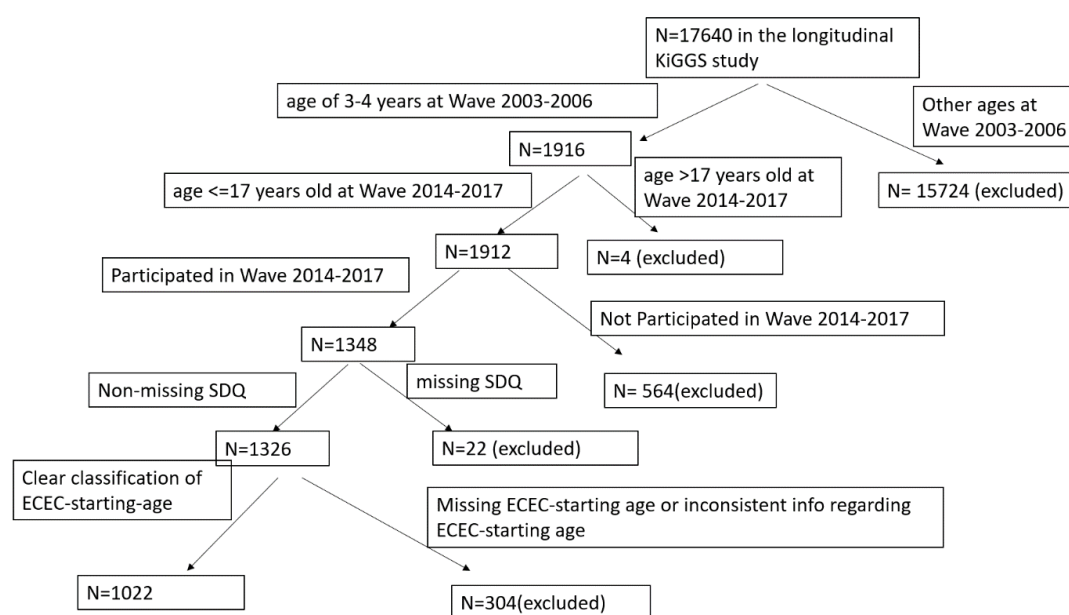 N=17640 in the longitudinal
KiGGS study
age of 3-4 years at Wave 2003-2006
Other ages at
Wave 2003-2006
N=1916
age <=17 years old at Wave 2014-2017
age >17 years old at
Wave 2014-2017
N= 15724 (excluded)
N=1912
N=4 (excluded)
Participated in Wave 2014-2017
Not Participated in Wave 2014-2017
N=1348
Non-missing SDQ
missing SDQ
N= 564(excluded)
N=1326
N=22 (excluded)
Clear classification of
ECEC-starting-age
Missing ECEC-starting age or inconsistent info regarding
ECEC-starting age
N=1022
N=304(excluded)